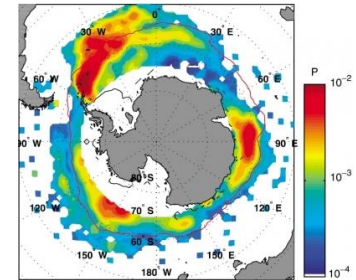 0
30° W
30° E
60° W
60° E
P
10⁻²
90° W
90° E
10⁻³
80° S
70° S
120° W
120° E
60° S
150° W
150° E
180° W
10⁻⁴